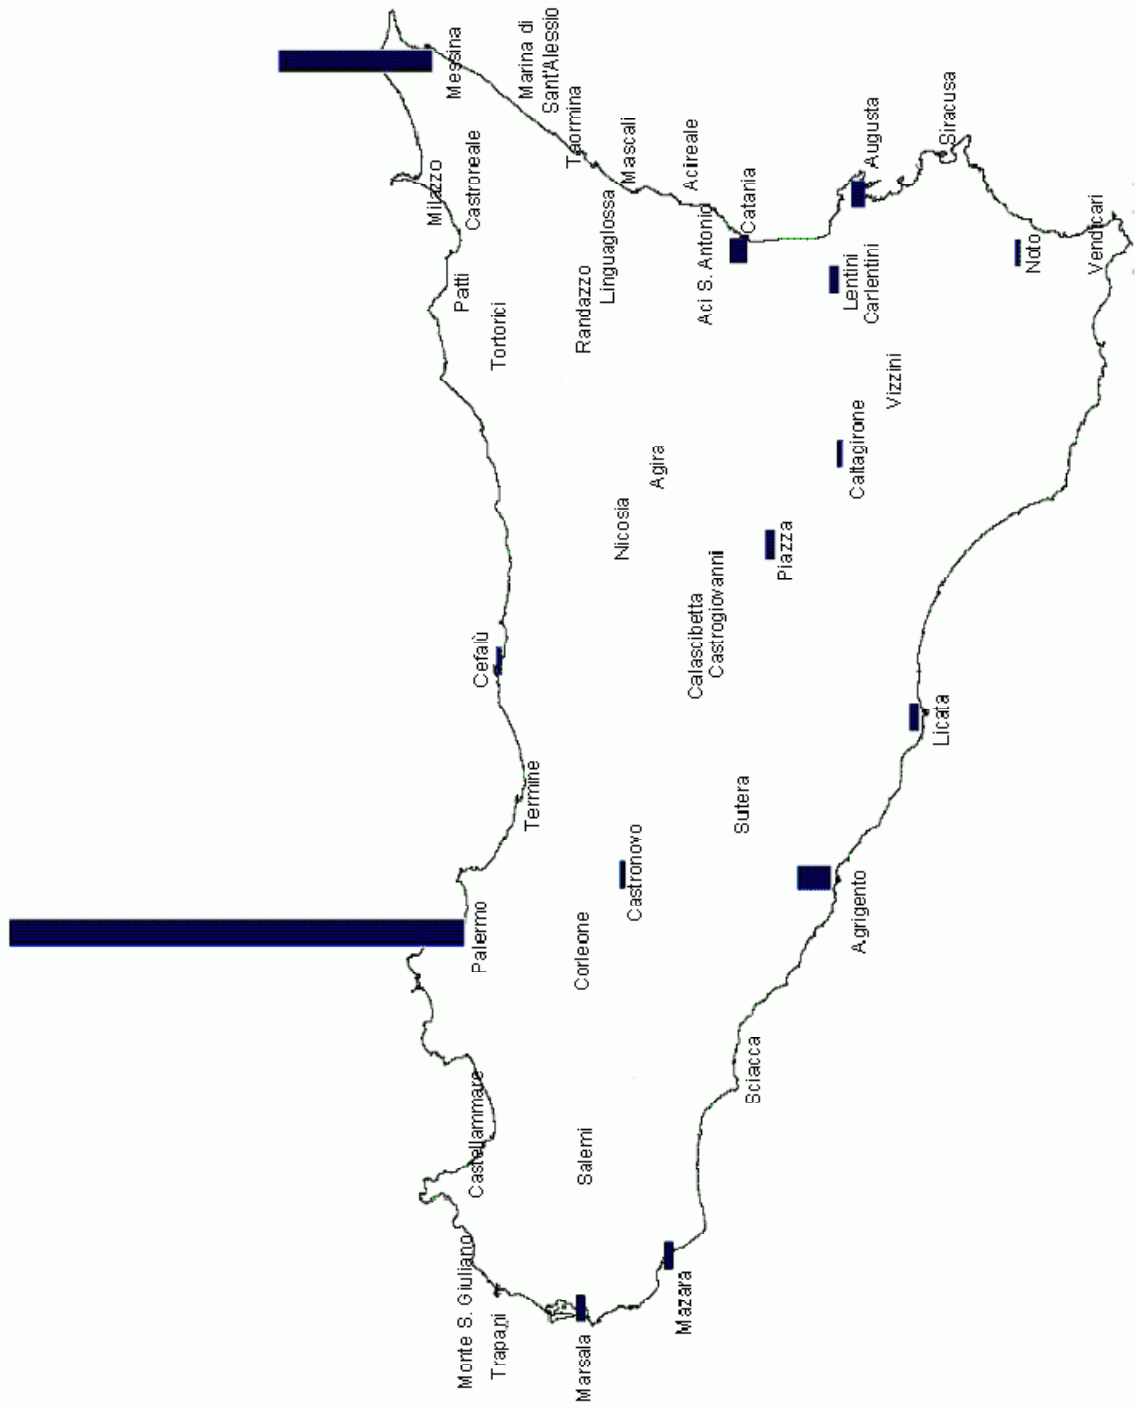 Monte S. Giuliano
Trapani
Marsala
Mazara
Castellammare
Salemi
Sciacca
Palermo
Corleone
Castronovo
Agrigento
Termine
Sutera
Cefalù
Licata
Calascibetta
Castrogiovanni
Nicosia
Agira
Piazza
Caltagirone
Vizzini
Tortorici
Patti
Randazzo
Linguaglossa
Aci S. Antonio
Lentini
Carlentini
Noto
Vendicari
Milazzo
Castroreale
Catania
Acireale
Mascali
Taormina
Augusta
Siracusa
Messina
Marina di
Sant'Alessio